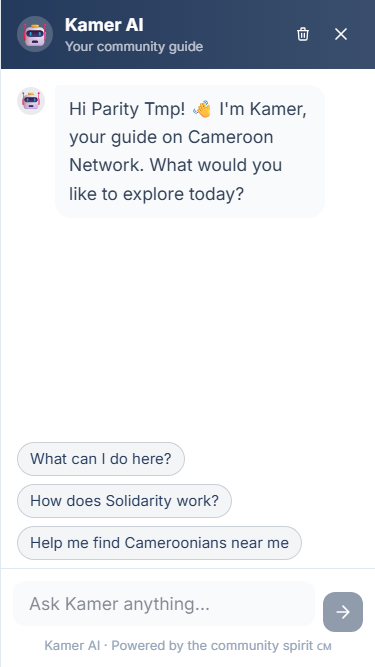 Kamer AI
Your community guide
Hi Parity Tmp! 👋 I'm Kamer,
your guide on Cameroon
Network. What would you
like to explore today?
What can I do here?
How does Solidarity work?
Help me find Cameroonians near me
Ask Kamer anything...
Kamer AI · Powered by the community spirit CM